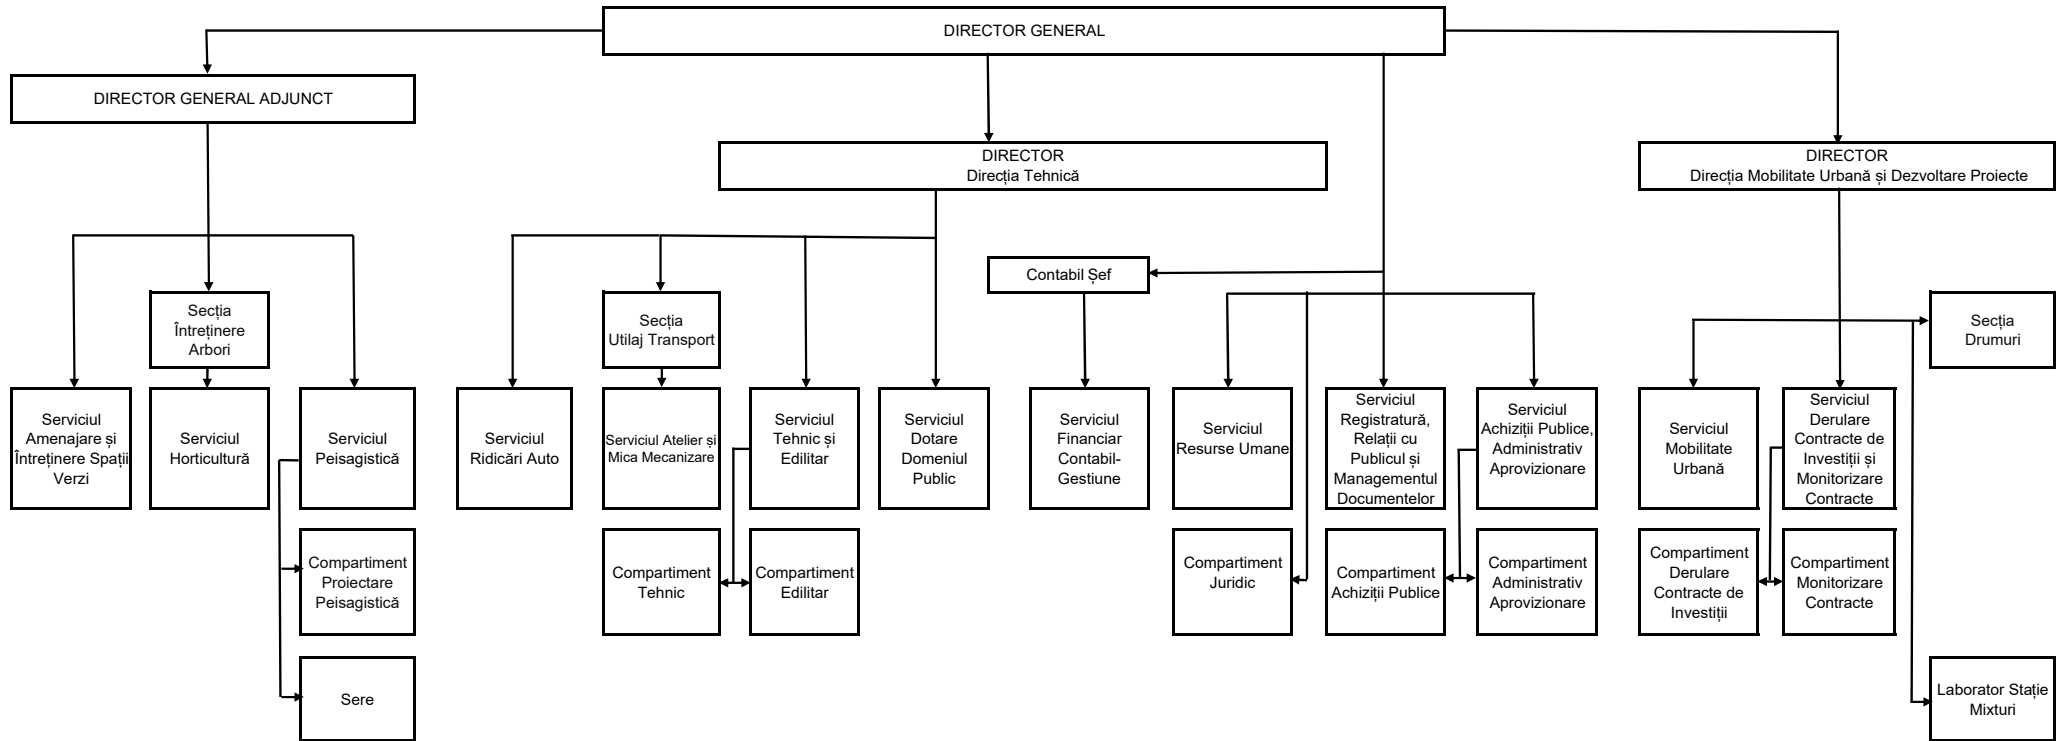 DIRECTOR GENERAL
DIRECTOR GENERAL ADJUNCT
DIRECTOR
Direcția Tehnică
DIRECTOR
Direcția Mobilitate Urbană și Dezvoltare Proiecte
Contabil Șef
Secția
Întreținere
Arbori
Secția
Utilaj Transport
Secția
Drumuri
Serviciul
Amenajare și
Întreținere Spații
Verzi
Serviciul
Horticultură
Serviciul
Peisagistică
Serviciul
Ridicări Auto
Serviciul Atelier și
Mica Mecanizare
Serviciul
Tehnic și
Edilitar
Serviciul
Dotare
Domeniul
Public
Serviciul
Financiar
Contabil-
Gestiune
Serviciul
Resurse Umane
Serviciul
Registratură,
Relații cu
Publicul și
Managementul
Documentelor
Serviciul
Achiziții Publice,
Administrativ
Aprovizionare
Serviciul
Mobilitate
Urbană
Serviciul
Derulare
Contracte de
Investiții și
Monitorizare
Contracte
Compartiment
Proiectare
Peisagistică
Compartiment
Tehnic
Compartiment
Edilitar
Compartiment
Juridic
Compartiment
Achiziții Publice
Compartiment
Administrativ
Aprovizionare
Compartiment
Derulare
Contracte de
Investiții
Compartiment
Monitorizare
Contracte
Sere
Laborator Stație
Mixturi